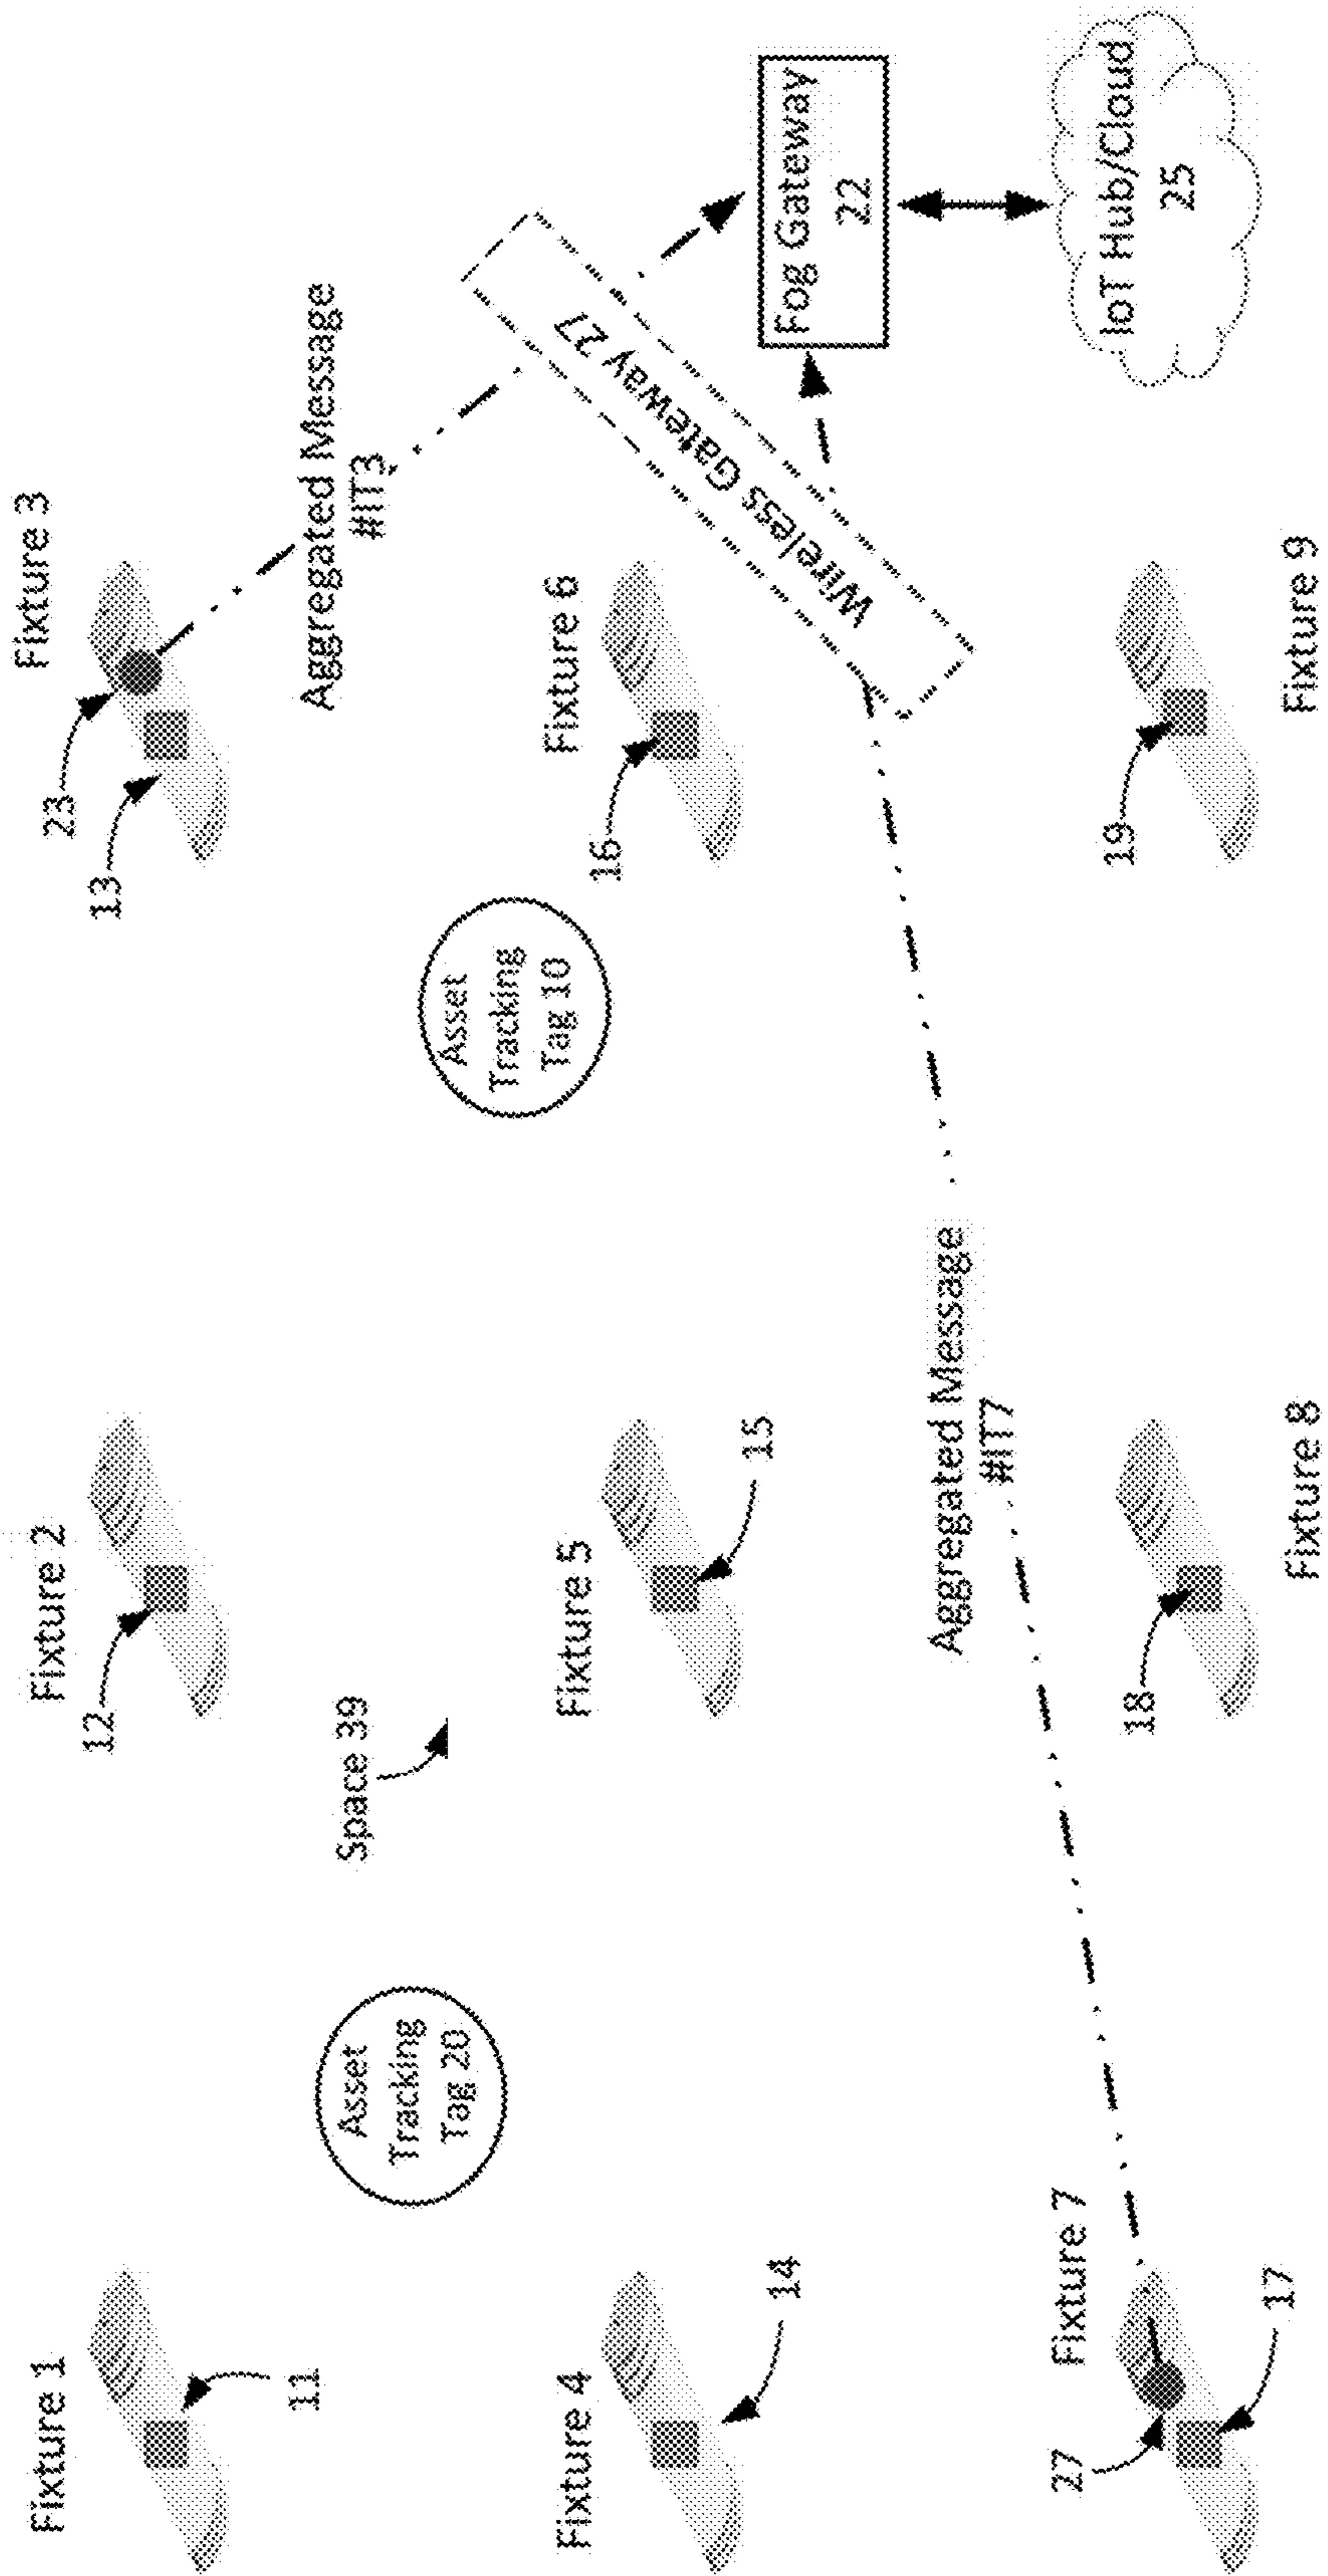 Fixture 1
11
Fixture 2
12
Fixture 3
23
13
Asset
Tracking
Tag 20
Space 39
Aggregated Message
#IT3
Asset
Tracking
Tag 10
Fixture 4
14
Fixture 5
15
Fixture 6
16
Wireless Gateway 27
Fog Gateway
22
Aggregated Message
#IT7
Fixture 7
27
17
18
Fixture 8
19
Fixture 9
IoT Hub/Cloud
25